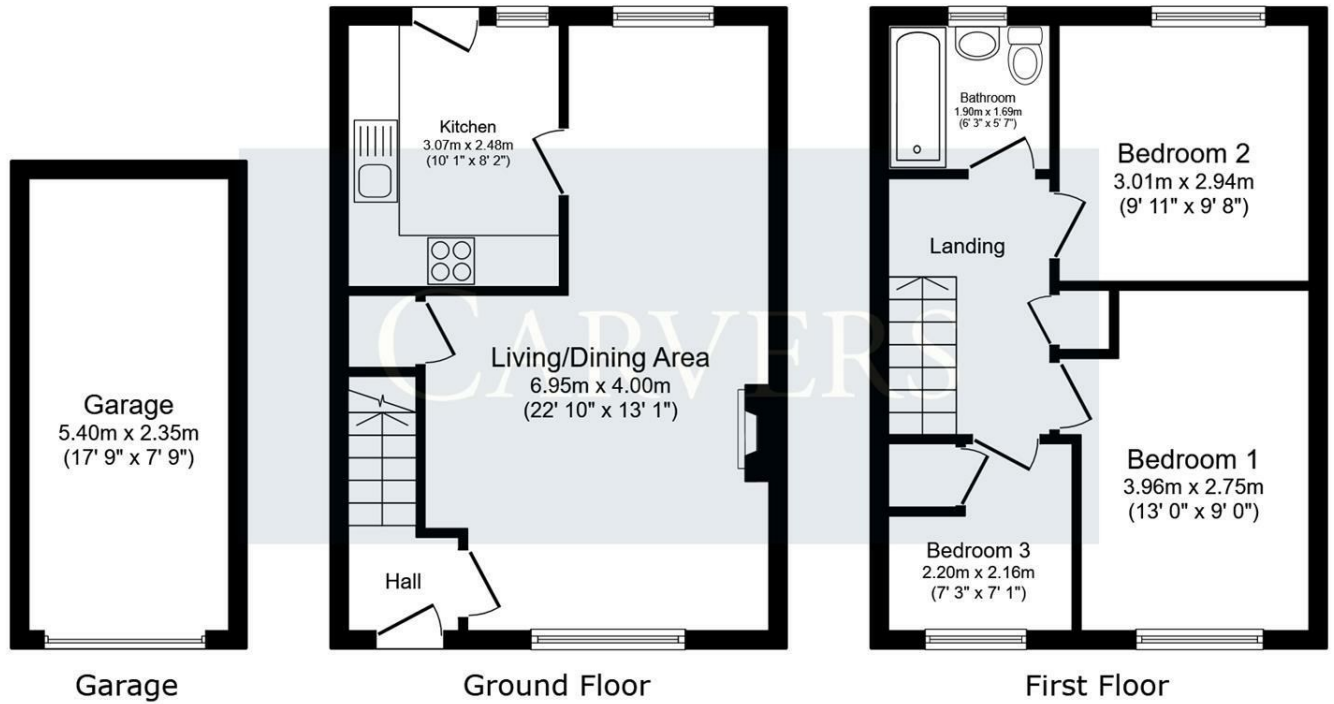 Garage
5.40m x 2.35m
(17' 9" x 7' 9")
Garage
Kitchen
3.07m x 2.48m
(10' 1" x 8' 2")
Living/Dining Area
6.95m x 4.00m
(22' 10" x 13' 1")
Hall
Ground Floor
CARVERS
Bathroom
1.90m x 1.69m
(6' 3" x 5' 7")
Bedroom 2
3.01m x 2.94m
(9' 11" x 9' 8")
Landing
Bedroom 1
3.96m x 2.75m
(13' 0" x 9' 0")
Bedroom 3
2.20m x 2.16m
(7' 3" x 7' 1")
First Floor